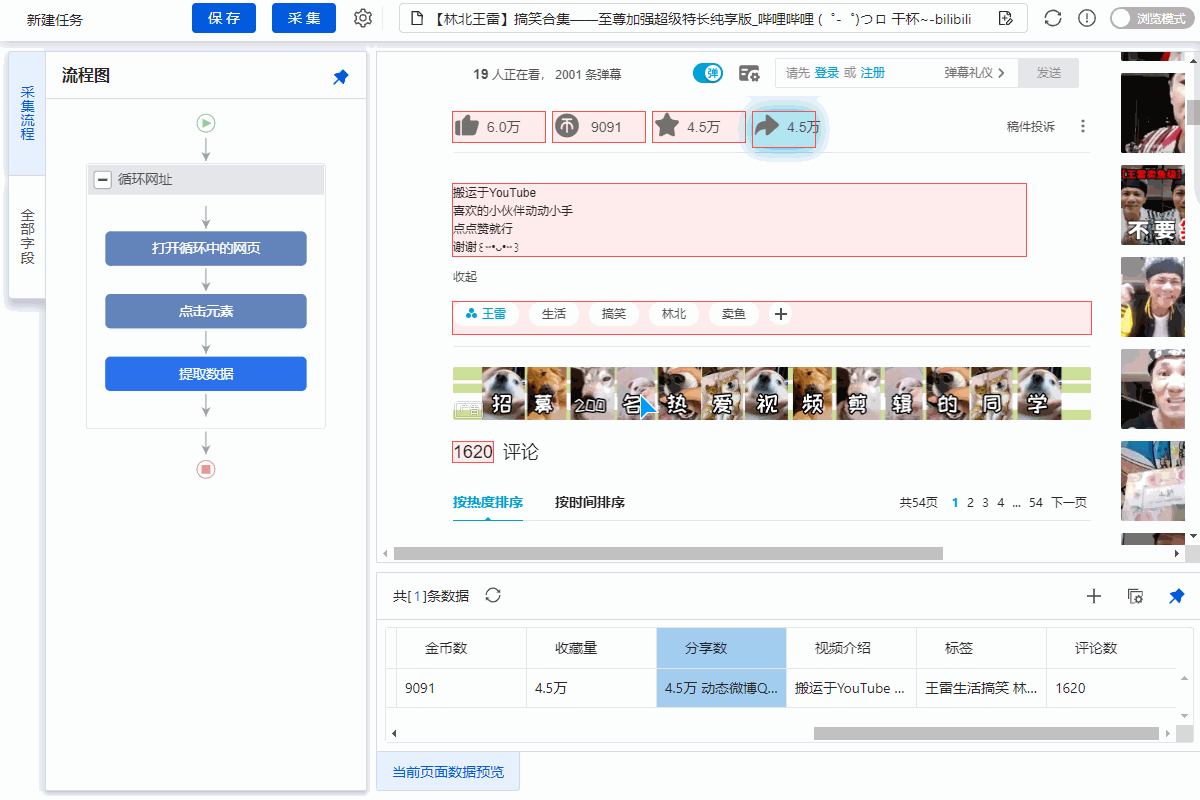 新建任务
保 存
采 集
【林北王雷】搞笑合集——至尊加强超级特长纯享版_哔哩哔哩 (゜-゜)つロ 干杯~-bilibili
浏览模式
采集流程
全部字段
流程图
循环网址
打开循环中的网页
点击元素
提取数据
19 人正在看， 2001 条弹幕
弹
请先 登录 或 注册
弹幕礼仪
发送
6.0万
9091
4.5万
4.5万
稿件投诉
搬运于YouTube
喜欢的小伙伴动动小手
点点赞就行
谢谢꒰╌•ᴗ•╌꒱
收起
王雷
生活
搞笑
林北
卖鱼
广告
招募200名热爱视频剪辑的同学
1620 评论
按热度排序
按时间排序
共54页 1 2 3 4 ... 54 下一页
不要
共[1]条数据
金币数
收藏量
分享数
视频介绍
标签
评论数
9091
4.5万
4.5万 动态微博Q...
搬运于YouTube ...
王雷生活搞笑 林...
1620
当前页面数据预览